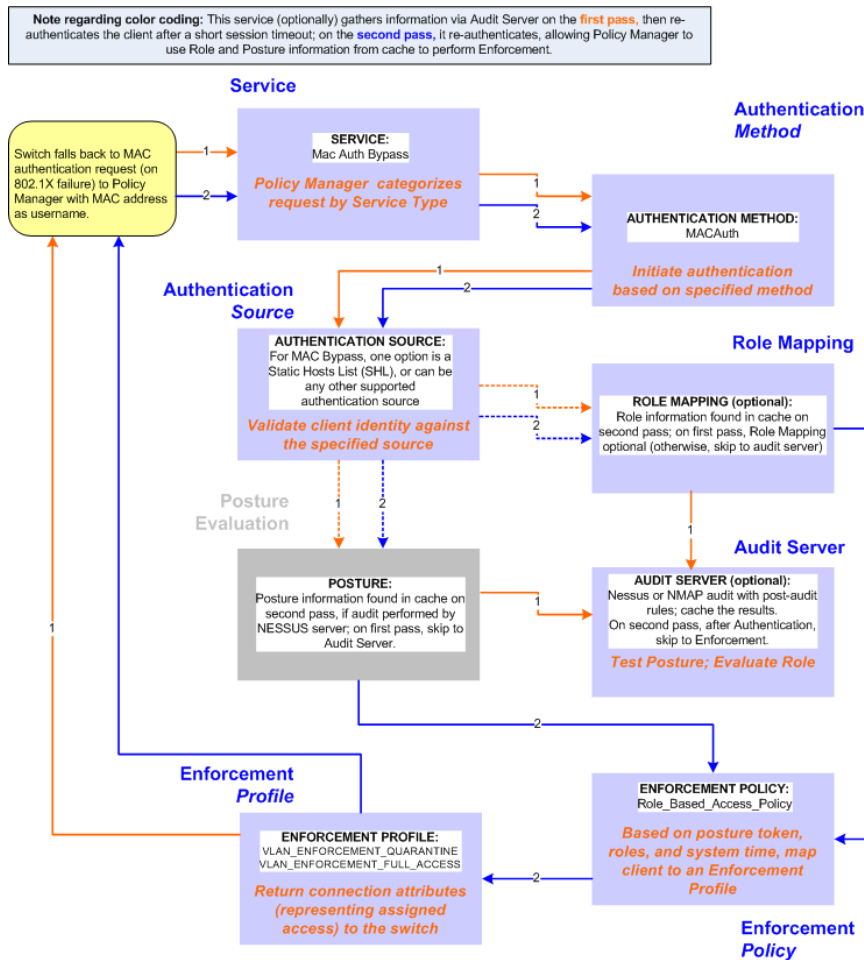 Note regarding color coding: This service (optionally) gathers information via Audit Server on the first pass, then re-
authenticates the client after a short session timeout; on the second pass, it re-authenticates, allowing Policy Manager to
use Role and Posture information from cache to perform Enforcement.
Service
Authentication
Method
Switch falls back to MAC
authentication request (on
802.1X failure) to Policy
Manager with MAC address
as username.
1
2
SERVICE:
Mac Auth Bypass
Policy Manager categorizes
request by Service Type
1
2
AUTHENTICATION METHOD:
MACAuth
Initiate authentication
based on specified method
1
2
Authentication
Source
AUTHENTICATION SOURCE:
For MAC Bypass, one option is a
Static Hosts List (SHL), or can be
any other supported
authentication source
Validate client identity against
the specified source
1
2
Role Mapping
ROLE MAPPING (optional):
Role information found in cache on
second pass; on first pass, Role Mapping
optional (otherwise, skip to audit server)
1
2
Posture
Evaluation
1
Audit Server
POSTURE:
Posture information found in cache on
second pass, if audit performed by
NESSUS server; on first pass, skip to
Audit Server.
1
AUDIT SERVER (optional):
Nessus or NMAP audit with post-audit
rules; cache the results.
On second pass, after Authentication,
skip to Enforcement.
Test Posture; Evaluate Role
1
2
Enforcement
Profile
ENFORCEMENT POLICY:
Role_Based_Access_Policy
Based on posture token,
roles, and system time, map
client to an Enforcement
Profile
2
ENFORCEMENT PROFILE:
VLAN_ENFORCEMENT_QUARANTINE
VLAN_ENFORCEMENT_FULL_ACCESS
Return connection attributes
(representing assigned
access) to the switch
Enforcement
Policy